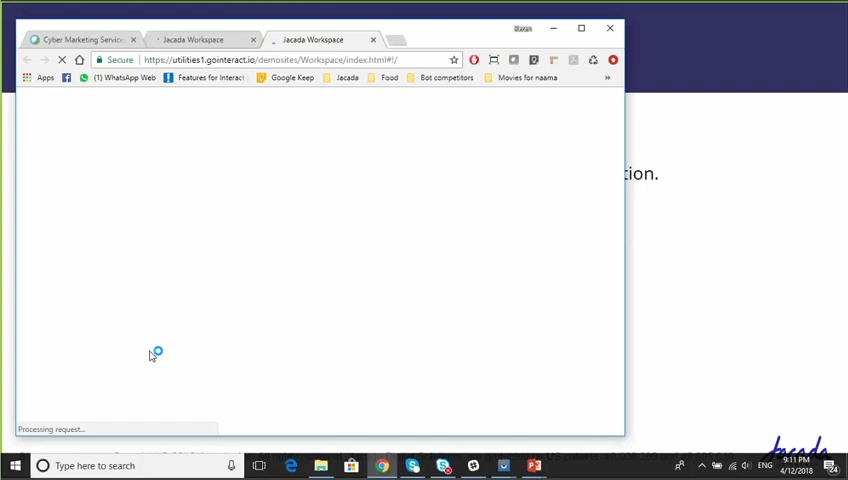 Cyber Marketing Service
Jacada Workspace
Jacada Workspace
Secure
https://utilities1.gointeract.io/demosites/Workspace/index.html#!/
Apps
(1) WhatsApp Web
Features for Interact
Google Keep
Jacada
Food
Bot competitors
Movies for naama
»
tion.
Processing request...
Jacada
Type here to search
ENG
9:11 PM
4/12/2018
24